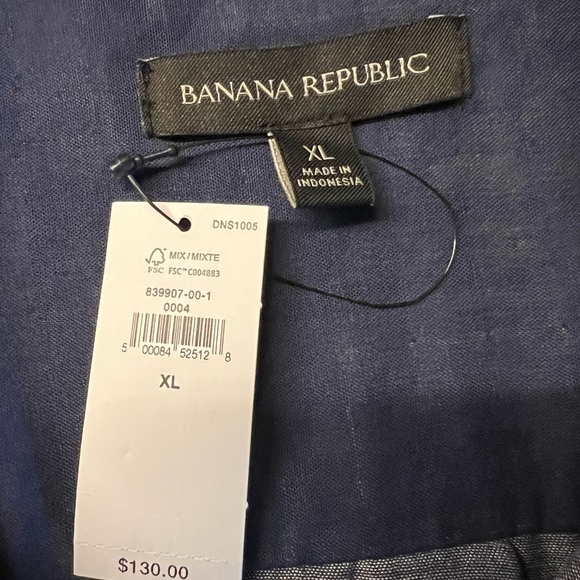 BANANA REPUBLIC
XL
MADE IN
INDONESIA
DNS1005
MIX/MIXTE
FSC FSC™ C004883
839907-00-1
0004
5 00084 52512 8
XL
$130.00